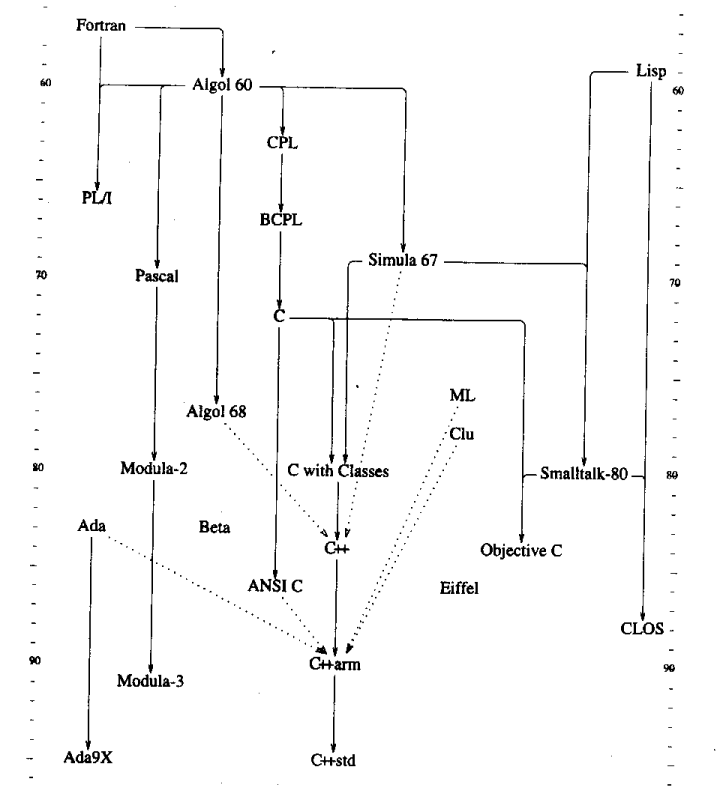 Fortran
Lisp
60
Algol 60
60
CPL
PL/I
BCPL
Simula 67
70
Pascal
70
C
ML
Algol 68
Clu
80
Modula-2
C with Classes
Smalltalk-80
80
Ada
Beta
C++
Objective C
ANSI C
Eiffel
CLOS
90
C++arm
90
Modula-3
Ada9X
C++std